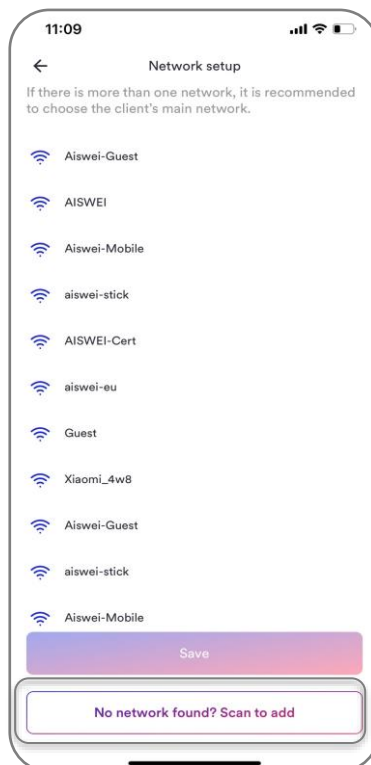 11:09
Network setup
If there is more than one network, it is recommended
to choose the client's main network.
Aiswei-Guest
AISWEI
Aiswei-Mobile
aiswei-stick
AISWEI-Cert
aiswei-eu
Guest
Xiaomi_4w8
Aiswei-Guest
aiswei-stick
Aiswei-Mobile
Save
No network found? Scan to add